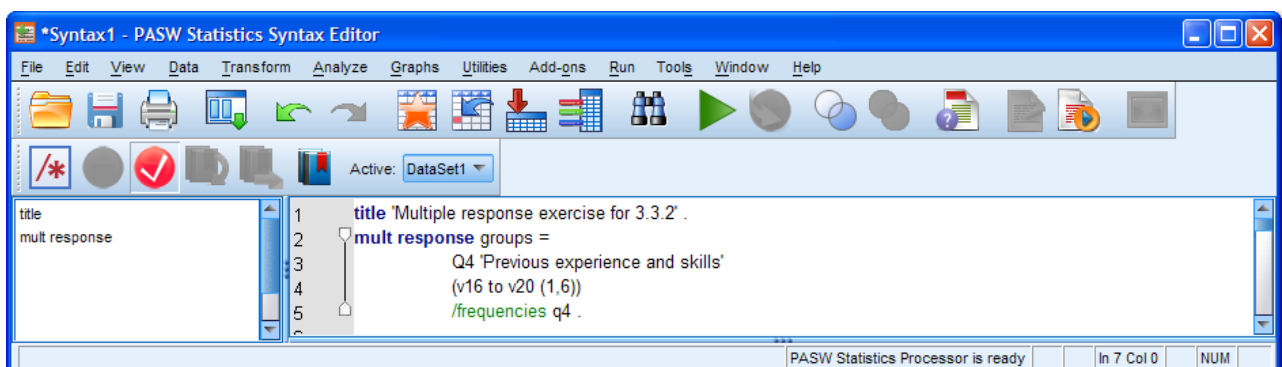 *Syntax1 - PASW Statistics Syntax Editor
File Edit View Data Transform Analyze Graphs Utilities Add-ons Run Tools Window Help
/* Active: DataSet1
title
mult response
1 title 'Multiple response exercise for 3.3.2' .
2 mult response groups =
3 Q4 'Previous experience and skills'
4 (v16 to v20 (1,6))
5 /frequencies q4 .
PASW Statistics Processor is ready In 7 Col 0 NUM